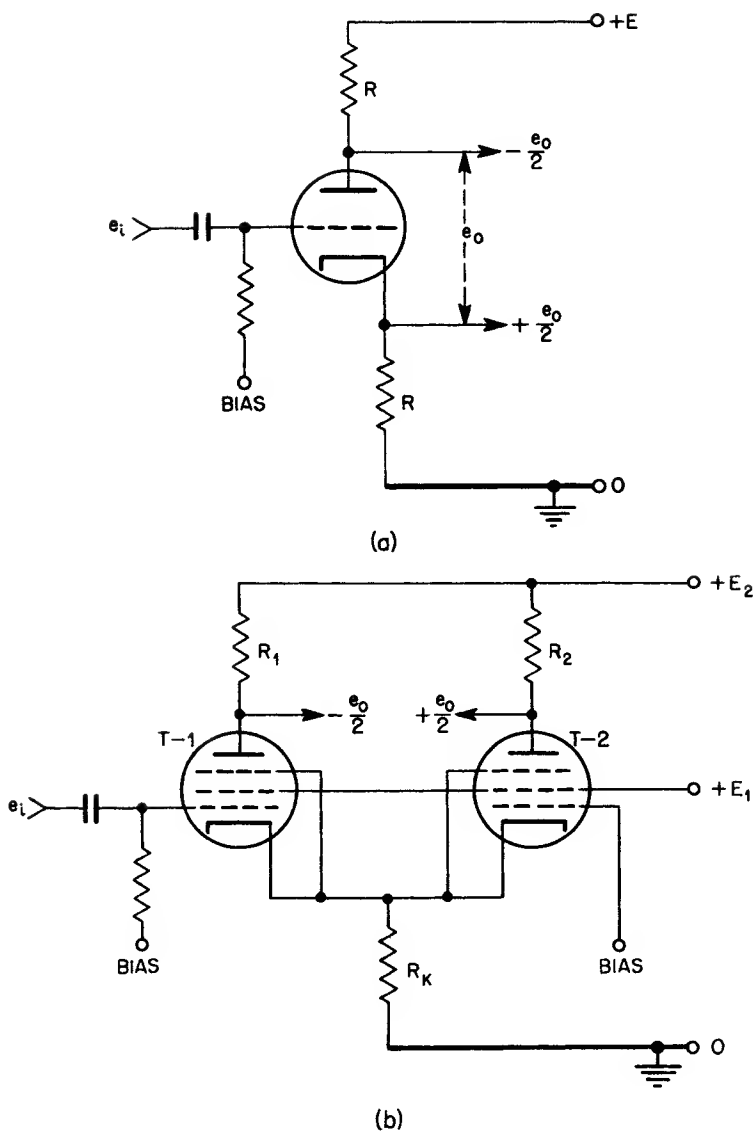 +E
R
− e₀/2
eᵢ
e₀
+ e₀/2
BIAS
R
0
(a)
+E₂
R₁
R₂
− e₀/2
+ e₀/2
T-1
T-2
+E₁
eᵢ
BIAS
R_K
BIAS
0
(b)